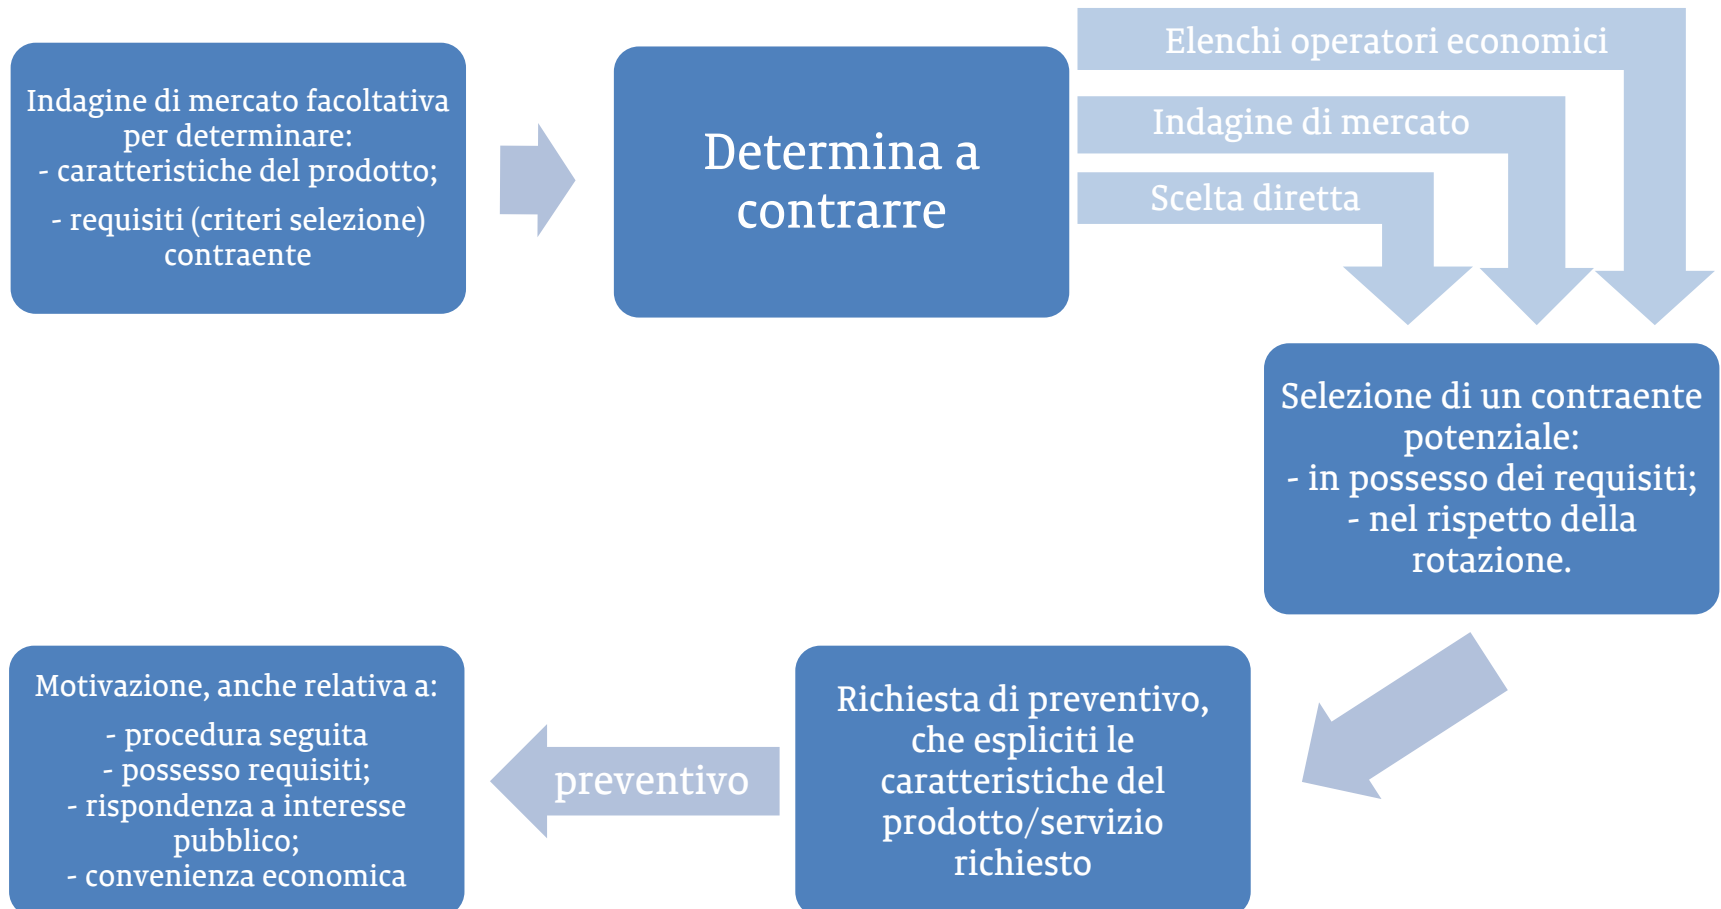 Indagine di mercato facoltativa
per determinare:
- caratteristiche del prodotto;
- requisiti (criteri selezione)
contraente
Determina a
contrarre
Elenchi operatori economici
Indagine di mercato
Scelta diretta
Selezione di un contraente
potenziale:
- in possesso dei requisiti;
- nel rispetto della
rotazione.
Richiesta di preventivo,
che espliciti le
caratteristiche del
prodotto/servizio
richiesto
preventivo
Motivazione, anche relativa a:
- procedura seguita
- possesso requisiti;
- rispondenza a interesse
pubblico;
- convenienza economica